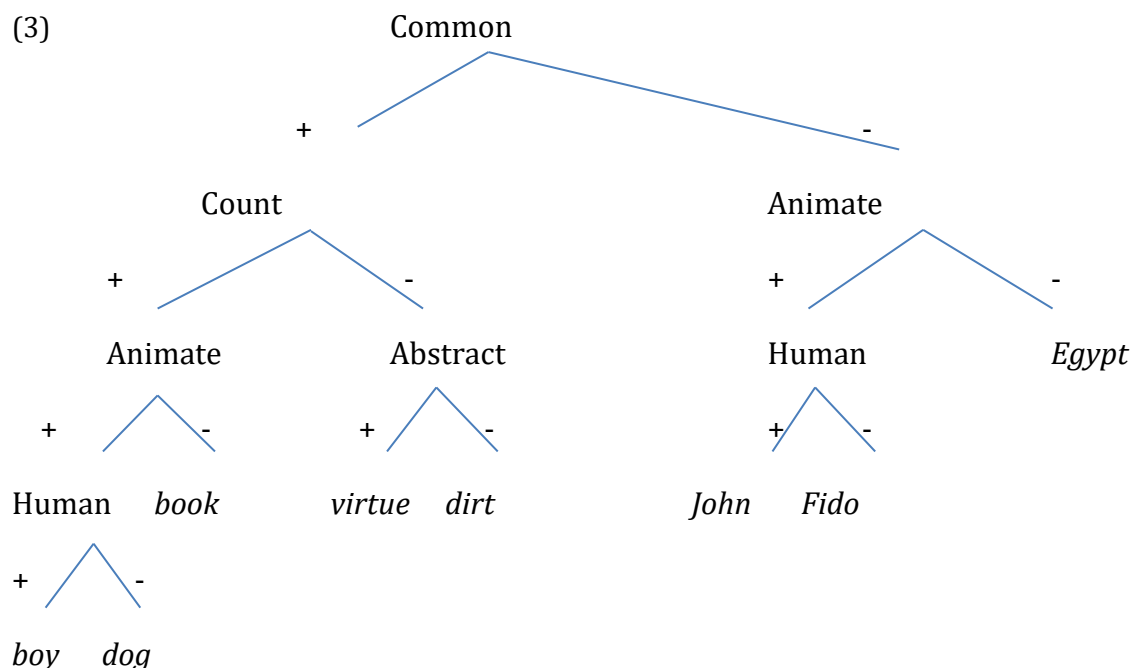 (3) Common
+ -
Count Animate
+ - + -
Animate Abstract Human Egypt
+ - + - + -
Human book virtue dirt John Fido
+ -
boy dog